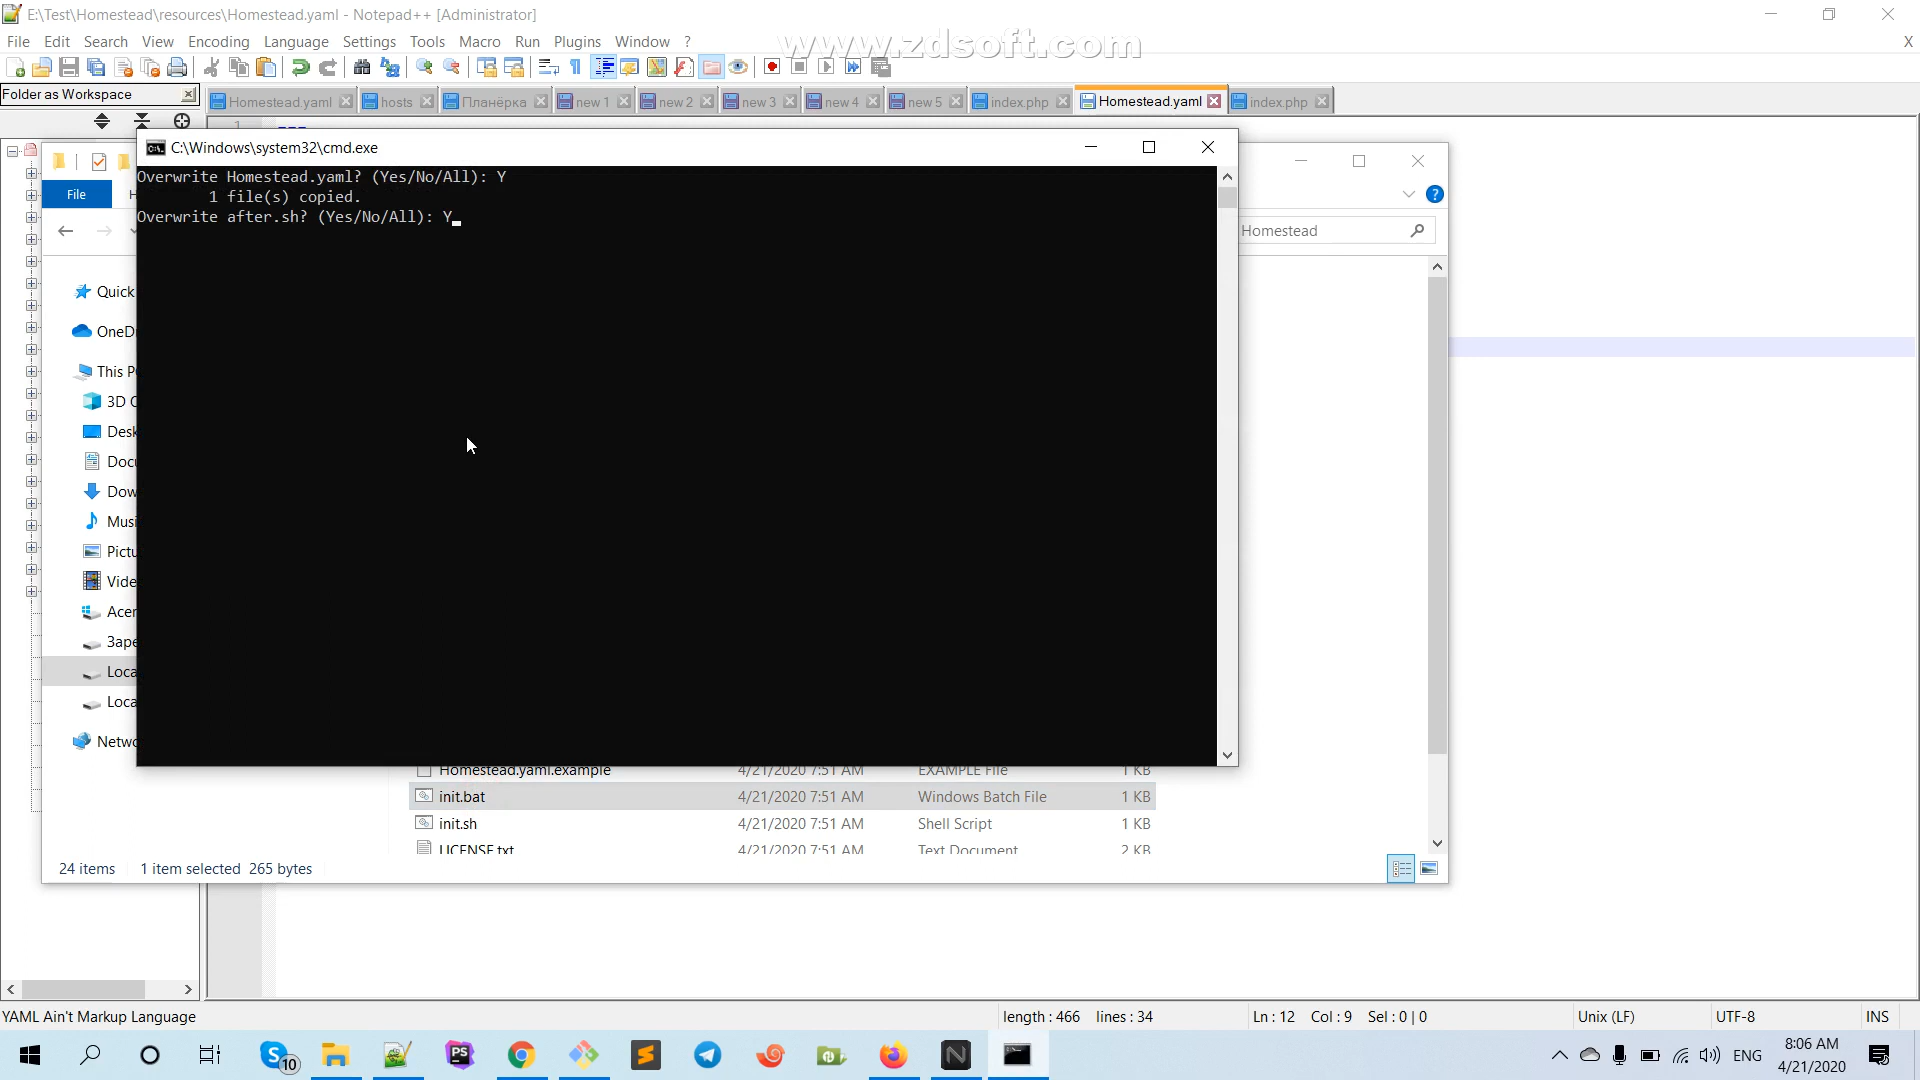 E:\Test\Homestead\resources\Homestead.yaml - Notepad++ [Administrator]
File Edit Search View Encoding Language Settings Tools Macro Run Plugins Window ? X
www.zdsoft.com
Folder as Workspace
Homestead.yaml hosts Планёрка new 1 new 2 new 3 new 4 new 5 index.php Homestead.yaml index.php
1
C:\Windows\system32\cmd.exe
Overwrite Homestead.yaml? (Yes/No/All): Y
1 file(s) copied.
Overwrite after.sh? (Yes/No/All): Y
File
Homestead
Quick
OneD
This P
3D
Desk
Docu
Dow
Musi
Pictu
Vide
Acer
Запе
Loca
Loca
Netwo
Homestead.yaml.example 4/21/2020 7:51 AM EXAMPLE File 1 KB
init.bat 4/21/2020 7:51 AM Windows Batch File 1 KB
init.sh 4/21/2020 7:51 AM Shell Script 1 KB
LICENSE.txt 4/21/2020 7:51 AM Text Document 2 KB
24 items 1 item selected 265 bytes
YAML Ain't Markup Language length : 466 lines : 34 Ln : 12 Col : 9 Sel : 0 | 0 Unix (LF) UTF-8 INS
10
PS
N
ENG
8:06 AM
4/21/2020